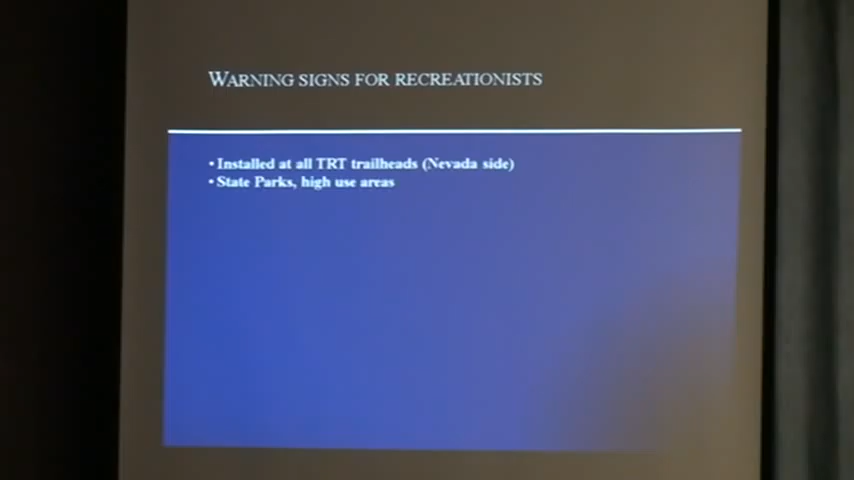 WARNING SIGNS FOR RECREATIONISTS
• Installed at all TRT trailheads (Nevada side)
• State Parks, high use areas